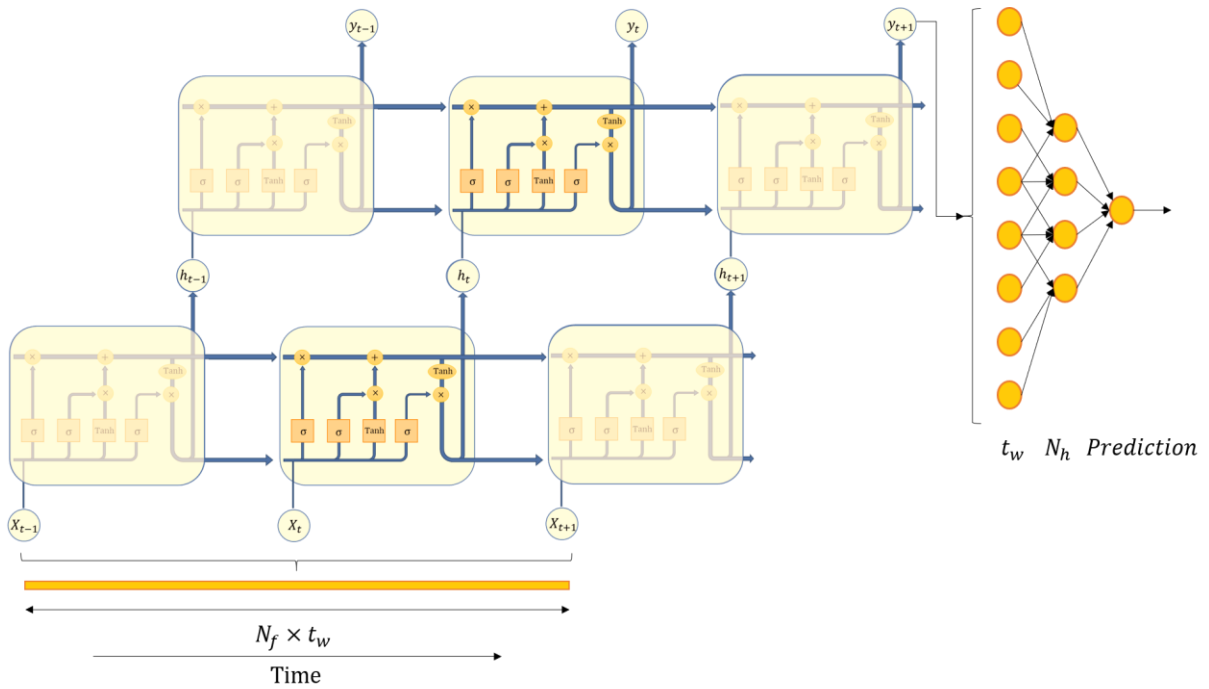 y_{t−1} y_t y_{t+1}
× + Tanh × σ σ Tanh σ
× + Tanh × σ σ Tanh σ
× + Tanh × σ σ Tanh σ
h_{t−1} h_t h_{t+1}
× + Tanh × σ σ Tanh σ
× + Tanh × σ σ Tanh σ
× + Tanh × σ σ Tanh σ
t_w N_h Prediction
X_{t−1} X_t X_{t+1}
N_f × t_w
Time